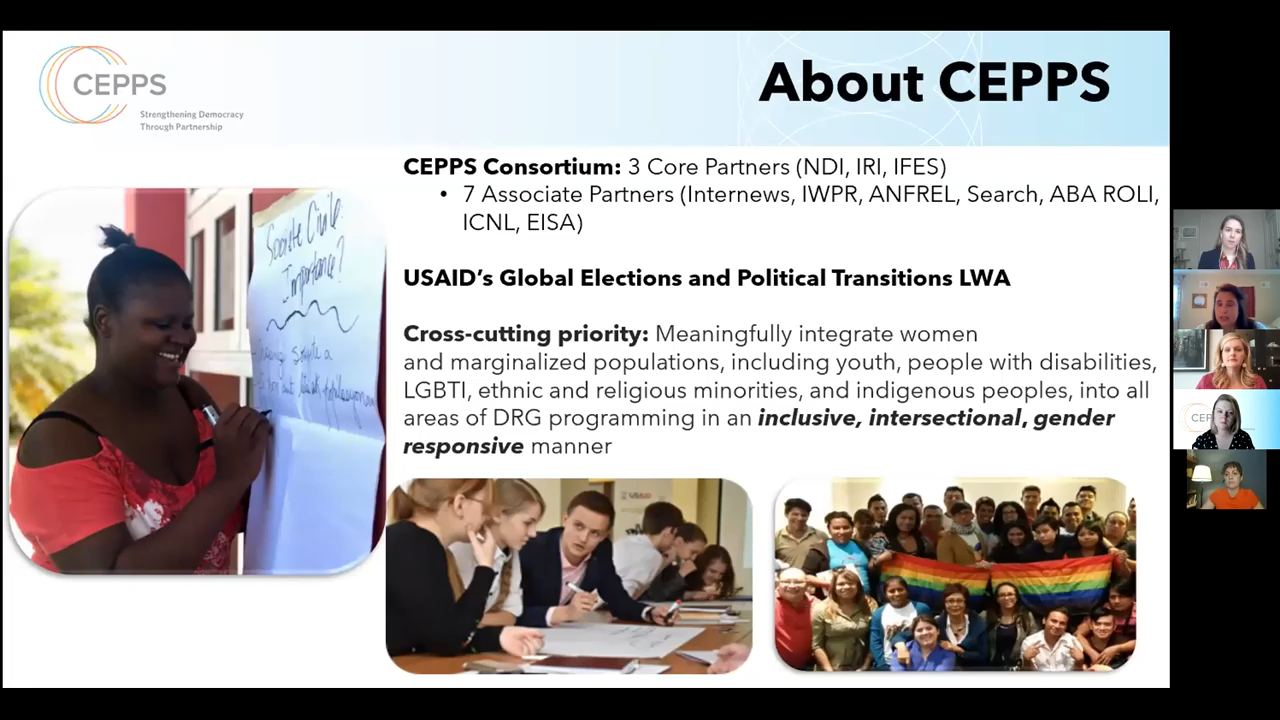 CEPPS
Strengthening Democracy
Through Partnership
About CEPPS
CEPPS Consortium: 3 Core Partners (NDI, IRI, IFES)
• 7 Associate Partners (Internews, IWPR, ANFREL, Search, ABA ROLI,
ICNL, EISA)
USAID's Global Elections and Political Transitions LWA
Cross-cutting priority: Meaningfully integrate women
and marginalized populations, including youth, people with disabilities,
LGBTI, ethnic and religious minorities, and indigenous peoples, into all
areas of DRG programming in an inclusive, intersectional, gender
responsive manner
Societe Civile
Importance?
USAID
CEP